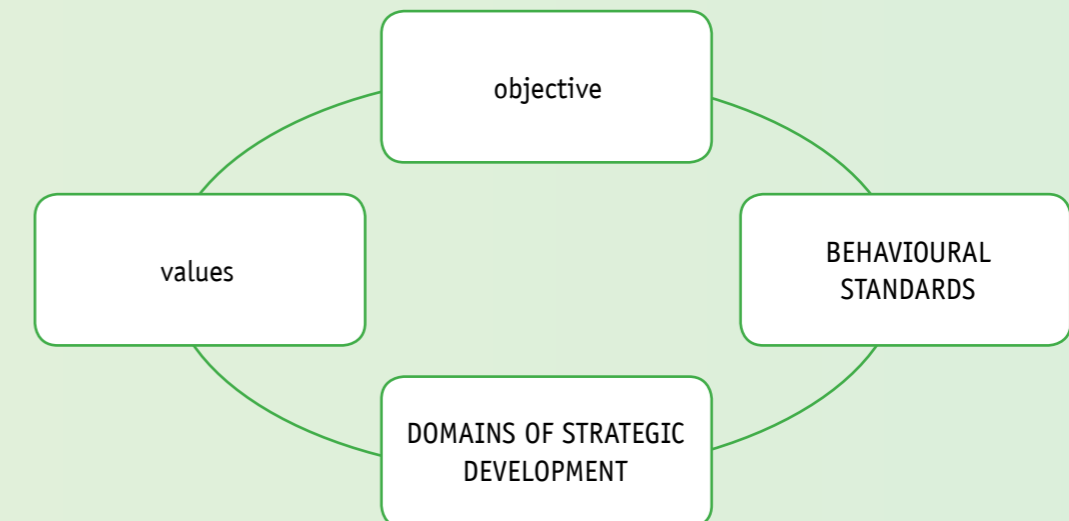 objective
values
BEHAVIOURAL
STANDARDS
DOMAINS OF STRATEGIC
DEVELOPMENT